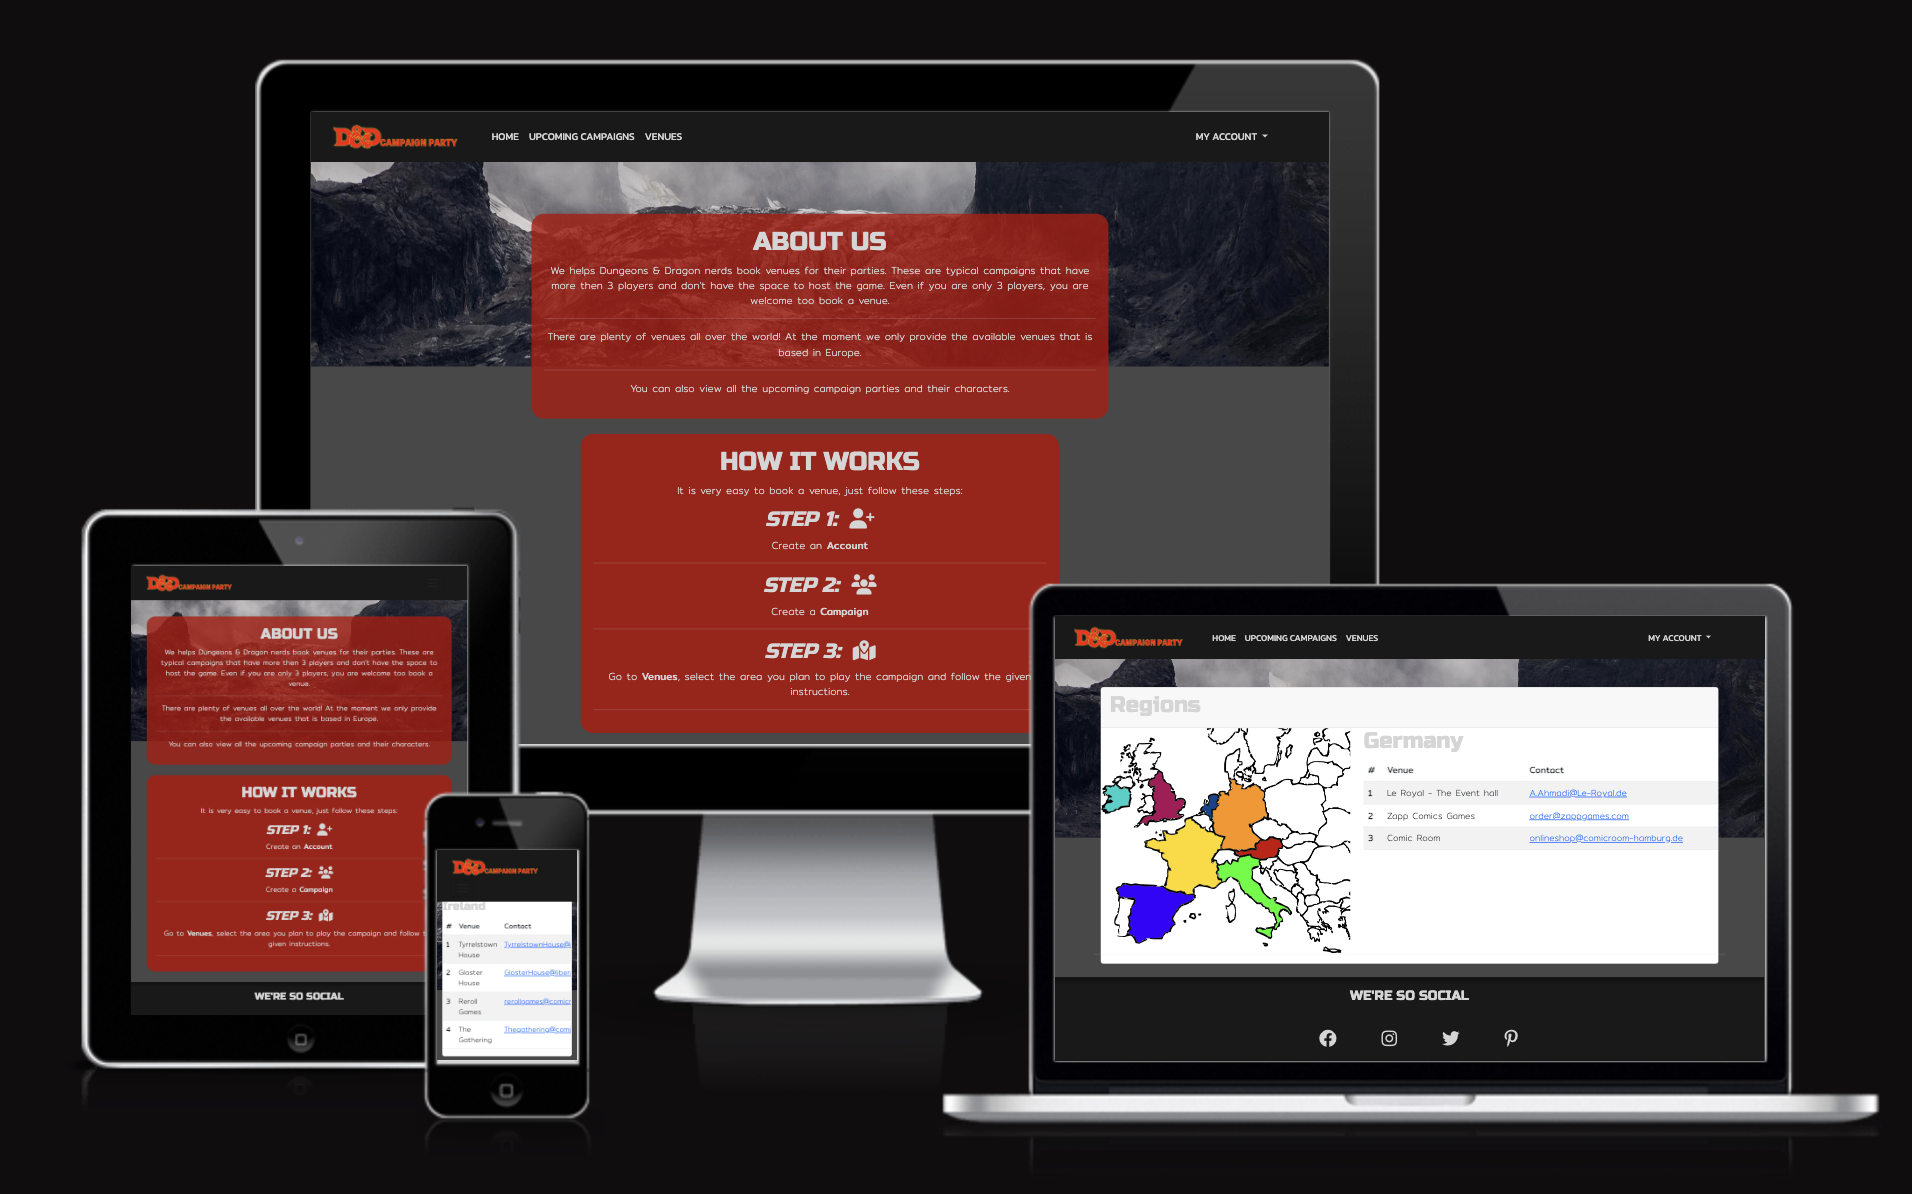 D&D CAMPAIGN PARTY
HOME UPCOMING CAMPAIGNS VENUES
MY ACCOUNT
ABOUT US
We helps Dungeons & Dragon nerds book venues for their parties. These are typical campaigns that have
more then 3 players and don't have the space to host the game. Even if you are only 3 players, you are
welcome too book a venue.
There are plenty of venues all over the world! At the moment we only provide the available venues that is
based in Europe.
You can also view all the upcoming campaign parties and their characters.
HOW IT WORKS
It is very easy to book a venue, just follow these steps:
STEP 1:
Create an Account
STEP 2:
Create a Campaign
STEP 3:
Go to Venues, select the area you plan to play the campaign and follow the given
instructions.
D&D CAMPAIGN PARTY
ABOUT US
We helps Dungeons & Dragon nerds book venues for their parties. These are
typical campaigns that have more then 3 players and don't have the space to
host the game. Even if you are only 3 players, you are welcome too book a
venue.
There are plenty of venues all over the world! At the moment we only provide
the available venues that is based in Europe.
You can also view all the upcoming campaign parties and their characters.
HOW IT WORKS
It is very easy to book a venue, just follow these steps:
STEP 1:
Create an Account
STEP 2:
Create a Campaign
STEP 3:
Go to Venues, select the area you plan to play the campaign and follow
given instructions.
WE'RE SO SOCIAL
D&D CAMPAIGN PARTY
Ireland
# Venue Contact
1 Tyrrelstown House TyrrelstownHouse@
2 Gloster House GlosterHouse@liber
3 Reroll Games rerollgames@comicr
4 The Gathering Thegathering@comi
D&D CAMPAIGN PARTY
HOME UPCOMING CAMPAIGNS VENUES
MY ACCOUNT
Regions
Germany
# Venue Contact
1 Le Royal - The Event hall A.Ahmadi@Le-Royal.de
2 Zapp Comics Games order@zappgames.com
3 Comic Room onlineshop@comicroom-hamburg.de
WE'RE SO SOCIAL